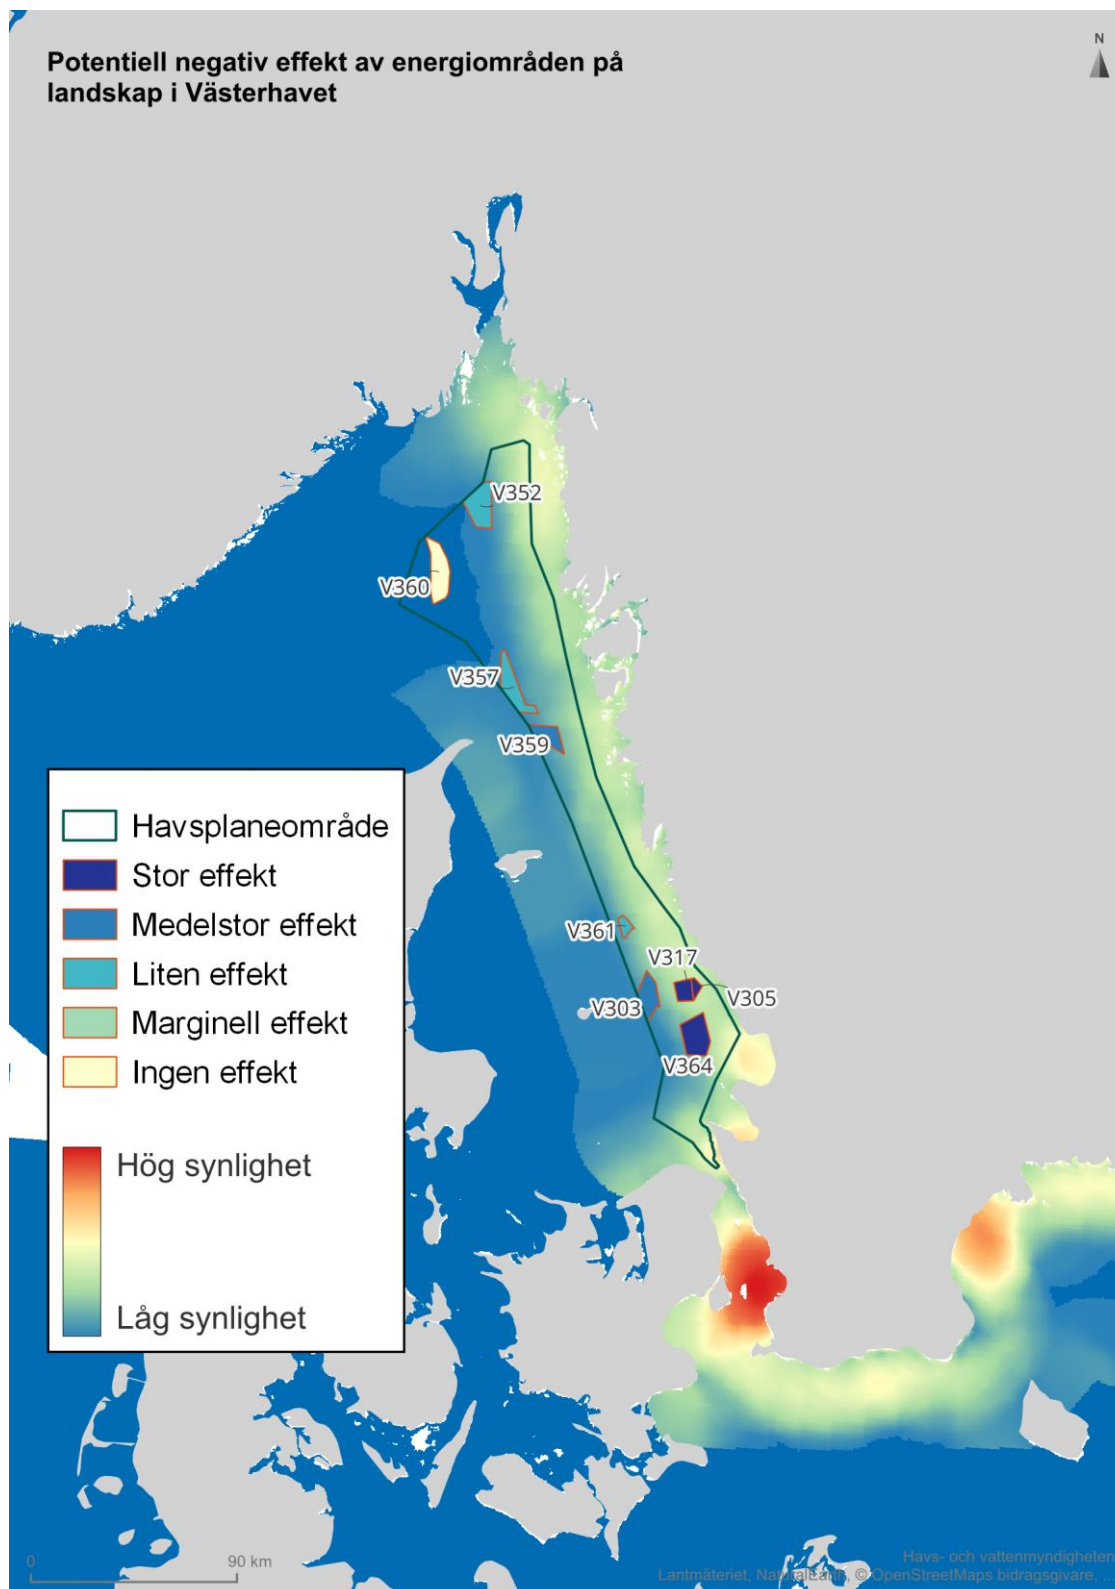 Potentiell negativ effekt av energiområden på
landskap i Västerhavet
N
V352
V360
V357
V359
V361
V317
V303
V305
V364
Havsplaneområde
Stor effekt
Medelstor effekt
Liten effekt
Marginell effekt
Ingen effekt
Hög synlighet
Låg synlighet
0 90 km
Havs- och vattenmyndigheten
Lantmäteriet, NaturalEarth, © OpenStreetMaps bidragsgivare, ...